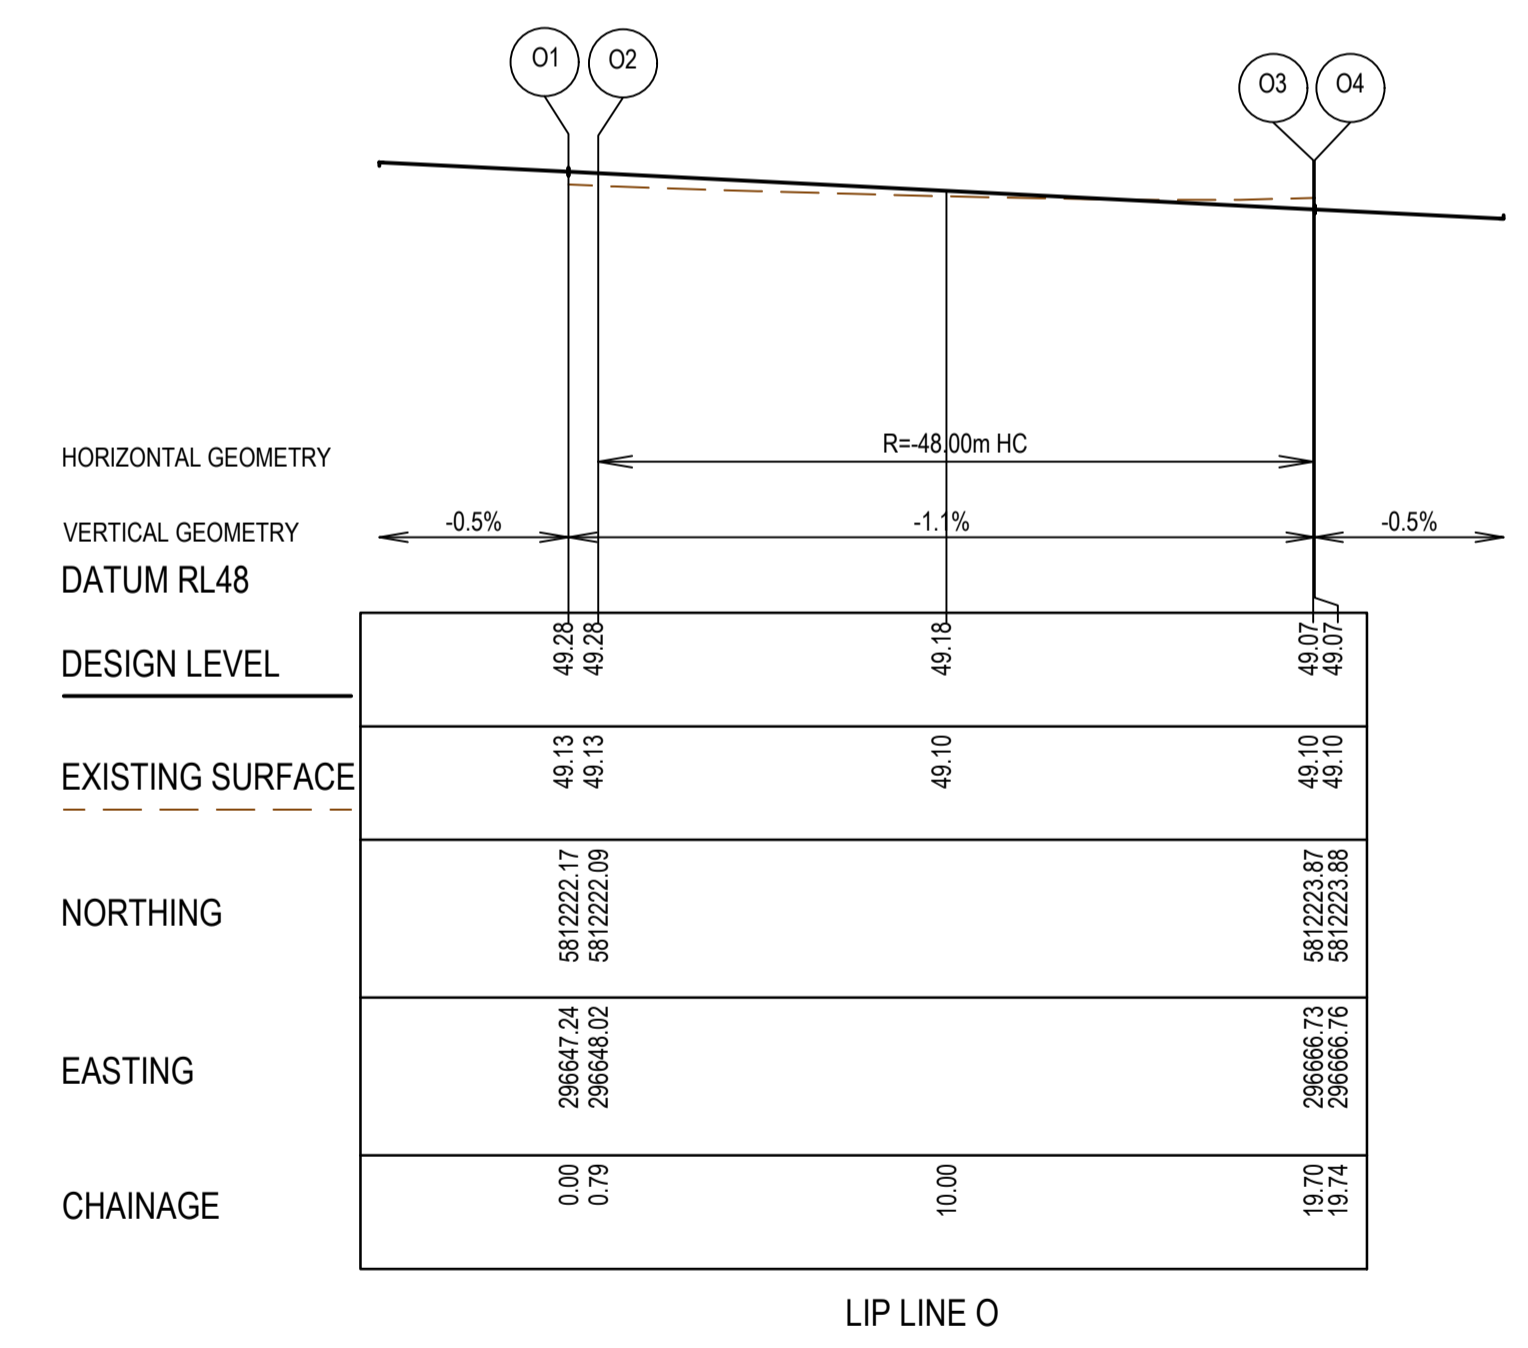 O1 O2
O3 O4
HORIZONTAL GEOMETRY R=-48.00m HC
VERTICAL GEOMETRY -0.5% -1.1% -0.5%
DATUM RL48
DESIGN LEVEL 49.28 49.28 49.18 49.07 49.07
EXISTING SURFACE 49.13 49.13 49.10 49.10 49.10
NORTHING 5812222.17 5812222.09 5812223.87 5812223.88
EASTING 296647.24 296648.02 296666.73 296666.76
CHAINAGE 0.00 0.79 10.00 19.70 19.74
LIP LINE O